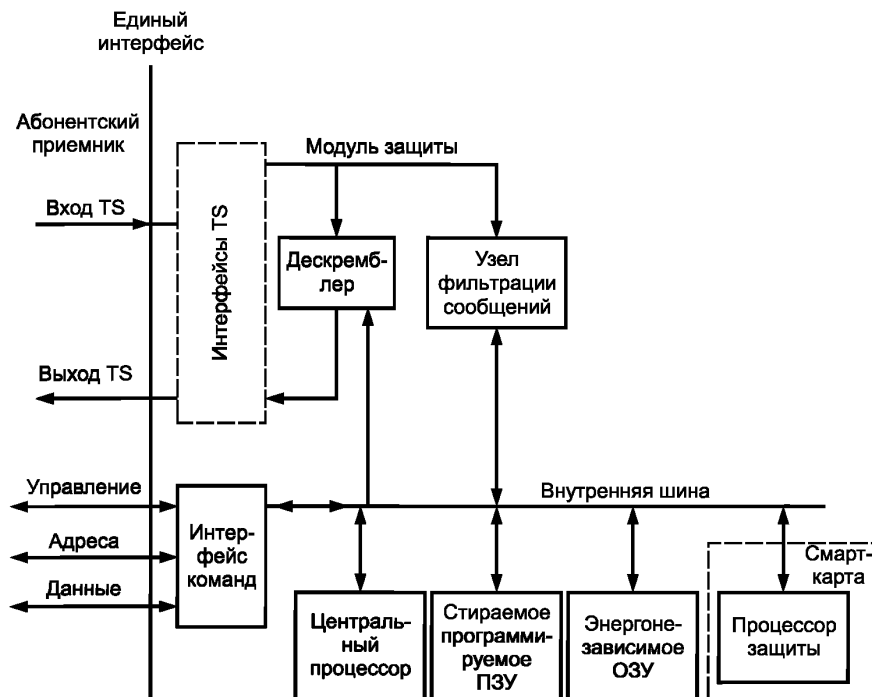 Единый
интерфейс
Абонентский
приемник
Модуль защиты
Вход TS
Интерфейсы TS
Дескремб-
лер
Узел
фильтрации
сообщений
Выход TS
Управление
Внутренняя шина
Адреса
Данные
Интер-
фейс
команд
Смарт-
карта
Централь-
ный
процессор
Стираемое
программи-
руемое
ПЗУ
Энергоне-
зависимое
ОЗУ
Процессор
защиты